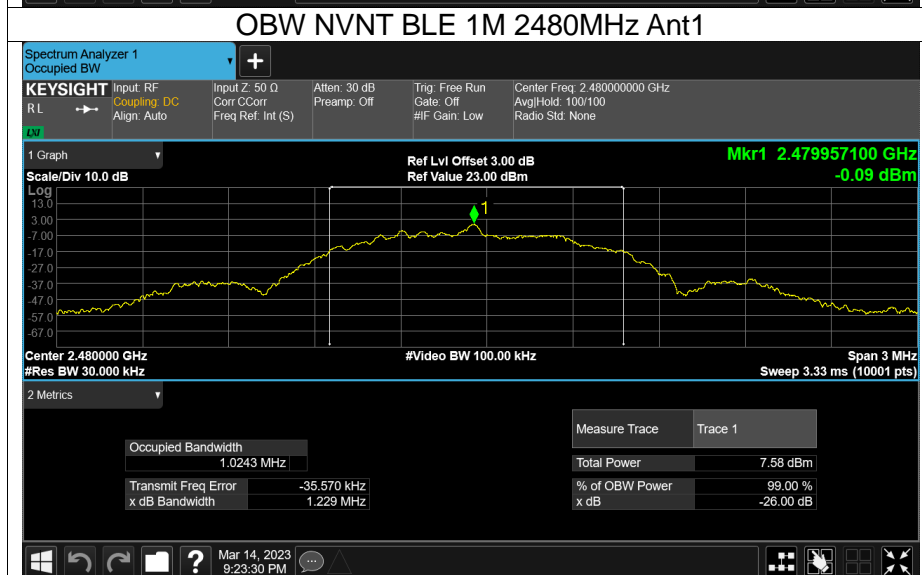 OBW NVNT BLE 1M 2480MHz Ant1
Spectrum Analyzer 1
Occupied BW
+
KEYSIGHT Input: RF Input Z: 50 Ω Atten: 30 dB Trig: Free Run Center Freq: 2.480000000 GHz
R L Coupling: DC Corr CCorr Preamp: Off Gate: Off Avg|Hold: 100/100
Align: Auto Freq Ref: Int (S) #IF Gain: Low Radio Std: None
LXI
1 Graph Ref Lvl Offset 3.00 dB Mkr1 2.479957100 GHz
Scale/Div 10.0 dB Ref Value 23.00 dBm -0.09 dBm
Log
13.0
1
3.00
-7.00
-17.0
-27.0
-37.0
-47.0
-57.0
-67.0
Center 2.480000 GHz #Video BW 100.00 kHz Span 3 MHz
#Res BW 30.000 kHz Sweep 3.33 ms (10001 pts)
2 Metrics
Measure Trace Trace 1
Occupied Bandwidth
1.0243 MHz Total Power 7.58 dBm
Transmit Freq Error -35.570 kHz % of OBW Power 99.00 %
x dB Bandwidth 1.229 MHz x dB -26.00 dB
? Mar 14, 2023
9:23:30 PM